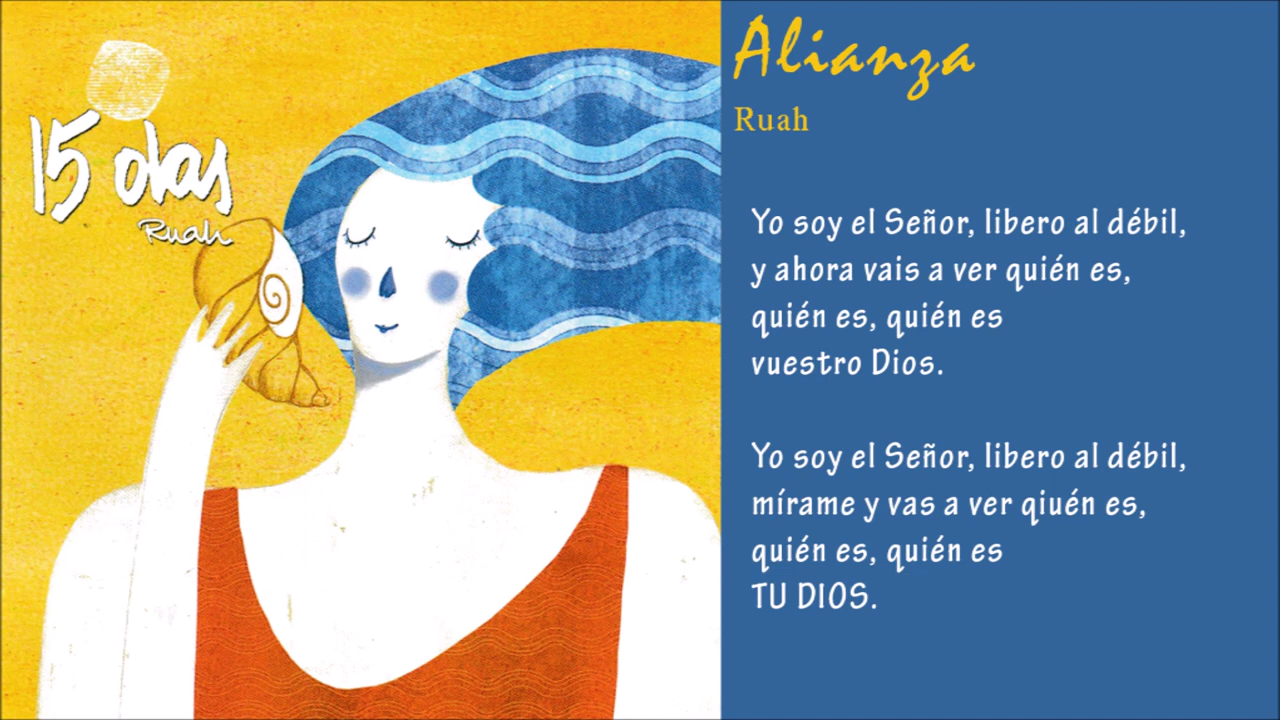 15 olas
Ruah
Alianza
Ruah
Yo soy el Señor, libero al débil,
y ahora vais a ver quién es,
quién es, quién es
vuestro Dios.
Yo soy el Señor, libero al débil,
mírame y vas a ver qiuén es,
quién es, quién es
TU DIOS.